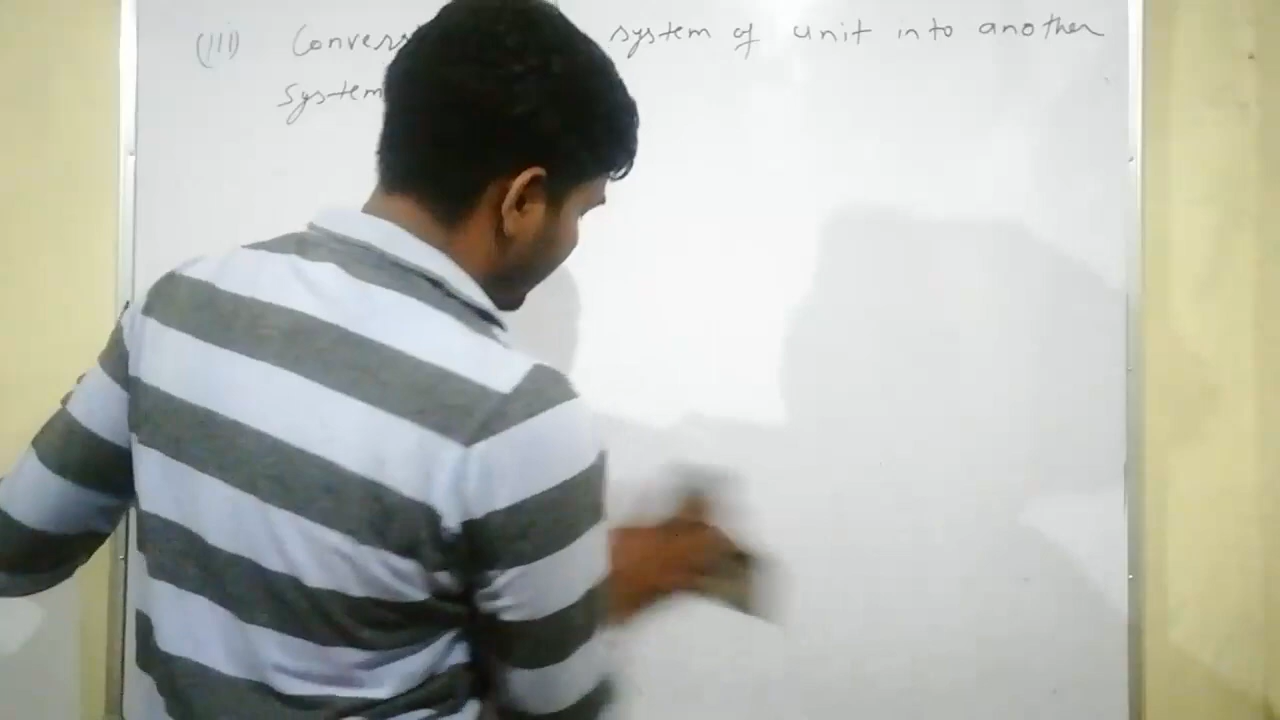 (III) Convers system of unit into another
system